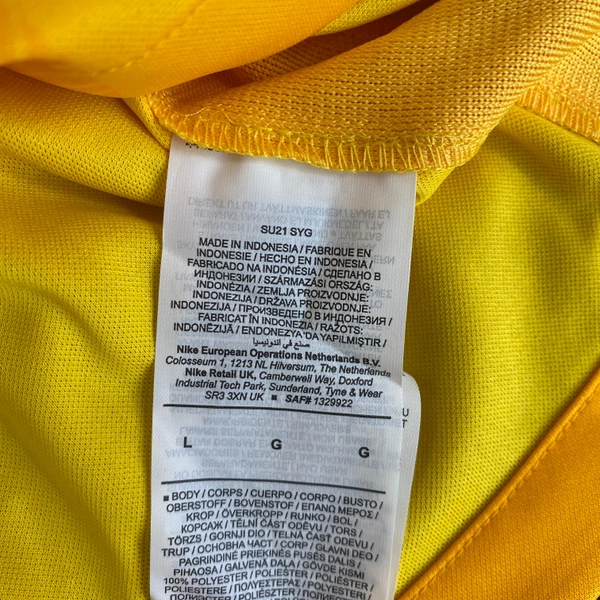 SU21 SYG
MADE IN INDONESIA / FABRIQUE EN
INDONESIE / HECHO EN INDONESIA /
FABRICADO NA INDONÉSIA / СДЕЛАНО В
ИНДОНЕЗИИ / SZÁRMAZÁSI ORSZÁG:
INDONÉZIA / ZEMLJA PROIZVODNJE:
INDONEZIJA / DRŽAVA PROIZVODNJE:
INDONEZIJA / ПРОИЗВЕДЕНО В ИНДОНЕЗИЯ /
FABRICAT ÎN INDONEZIA / RAŽOTS:
INDONĒZIJĀ / ENDONEZYA'DA YAPILMIŞTIR /
صنع في اندونيسيا
Nike European Operations Netherlands B.V.
Colosseum 1, 1213 NL Hilversum, The Netherlands
Nike Retail UK, Camberwell Way, Doxford
Industrial Tech Park, Sunderland, Tyne & Wear
SR3 3XN UK ■ SAF# 1329922
L G G
■ BODY / CORPS / CUERPO / CORPO / BUSTO /
OBERSTOFF / BOVENSTOF / ΕΠΑΝΩ ΜΕΡΟΣ /
KROP / ÖVERKROPP / RUNKO / BOL /
КОРСАЖ / TĚLNÍ ČÁST ODĚVU / TORS /
TÖRZS / GORNJI DIO / TELNÁ ČASŤ ODEVU /
TRUP / ОСНОВНА ЧАСТ / CORP / GLAVNI DEO /
PAGRINDINĖ PRIEKINĖS PUSĖS DALIS /
PIHAOSA / GALVENĀ DAĻA / GÖVDE KISMI
100% POLYESTER / POLIÉSTER / POLIESTER /
POLIESTERE / ΠΟΛΥΕΣΤΕΡΑΣ / POLYESTERI /